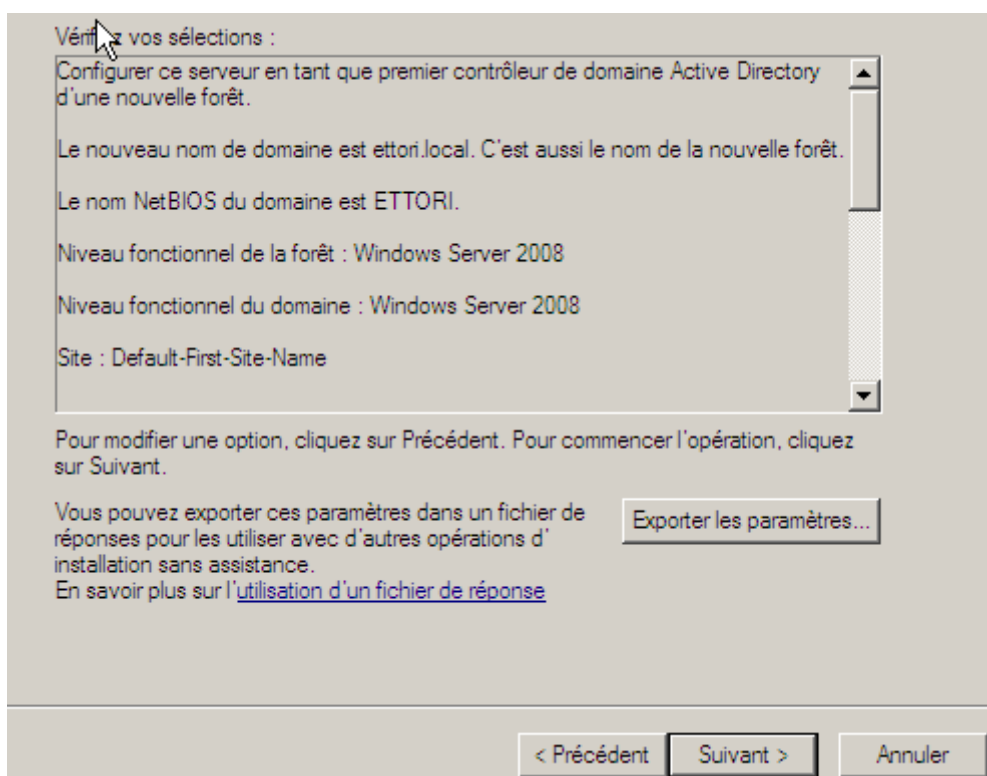 Vérifiez vos sélections :
Configurer ce serveur en tant que premier contrôleur de domaine Active Directory
d'une nouvelle forêt.
Le nouveau nom de domaine est ettori.local. C'est aussi le nom de la nouvelle forêt.
Le nom NetBIOS du domaine est ETTORI.
Niveau fonctionnel de la forêt : Windows Server 2008
Niveau fonctionnel du domaine : Windows Server 2008
Site : Default-First-Site-Name
Pour modifier une option, cliquez sur Précédent. Pour commencer l'opération, cliquez
sur Suivant.
Vous pouvez exporter ces paramètres dans un fichier de
réponses pour les utiliser avec d'autres opérations d'
installation sans assistance.
En savoir plus sur l'utilisation d'un fichier de réponse
Exporter les paramètres...
< Précédent
Suivant >
Annuler